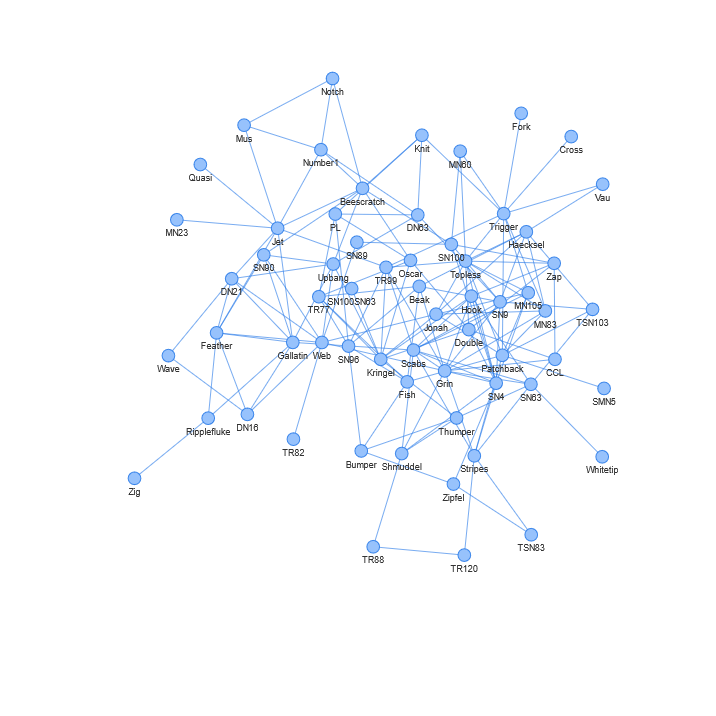 Notch
Fork
Mus
Cross
Knit
Number1
MN60
Quasi
Vau
Beescratch
MN23
Jet
PL
DN63
Trigger
Haecksel
SN90
SN89
SN100
Upbang
TR99
Oscar
Topless
Zap
DN21
SN100SN63
Beak
TR77
Hook
SN9
MN105
MN83
TSN103
Jonah
Feather
Gallatin
Web
SN96
Double
Wave
Kringel
Scabs
Grin
Patchback
CCL
Fish
SN4
SN63
SMN5
Ripplefluke
DN16
Thumper
TR82
Bumper
Shmuddel
Stripes
Whitetip
Zig
Zipfel
TSN83
TR88
TR120